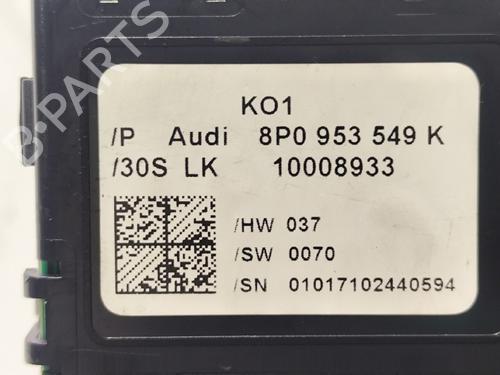 KO1
/P Audi 8P0 953 549 K
/30S LK 10008933
/HW 037
/SW 0070
/SN 01017102440594
B-PARTS